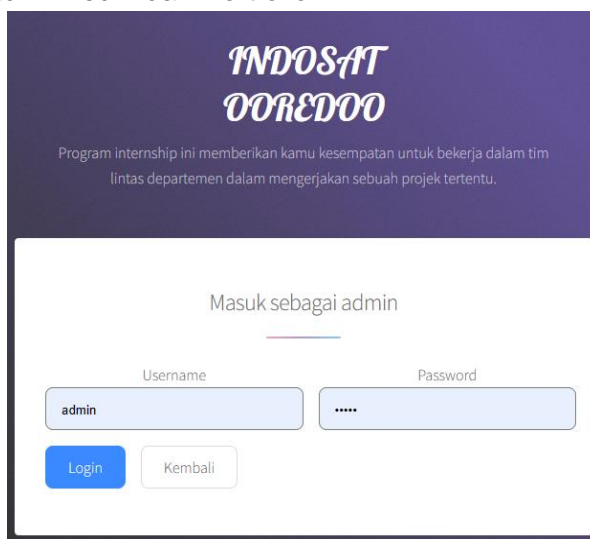 INDOSAT
OOREDOO
Program internship ini memberikan kamu kesempatan untuk bekerja dalam tim
lintas departemen dalam mengerjakan sebuah projek tertentu.
Masuk sebagai admin
Username Password
admin •••••
Login Kembali